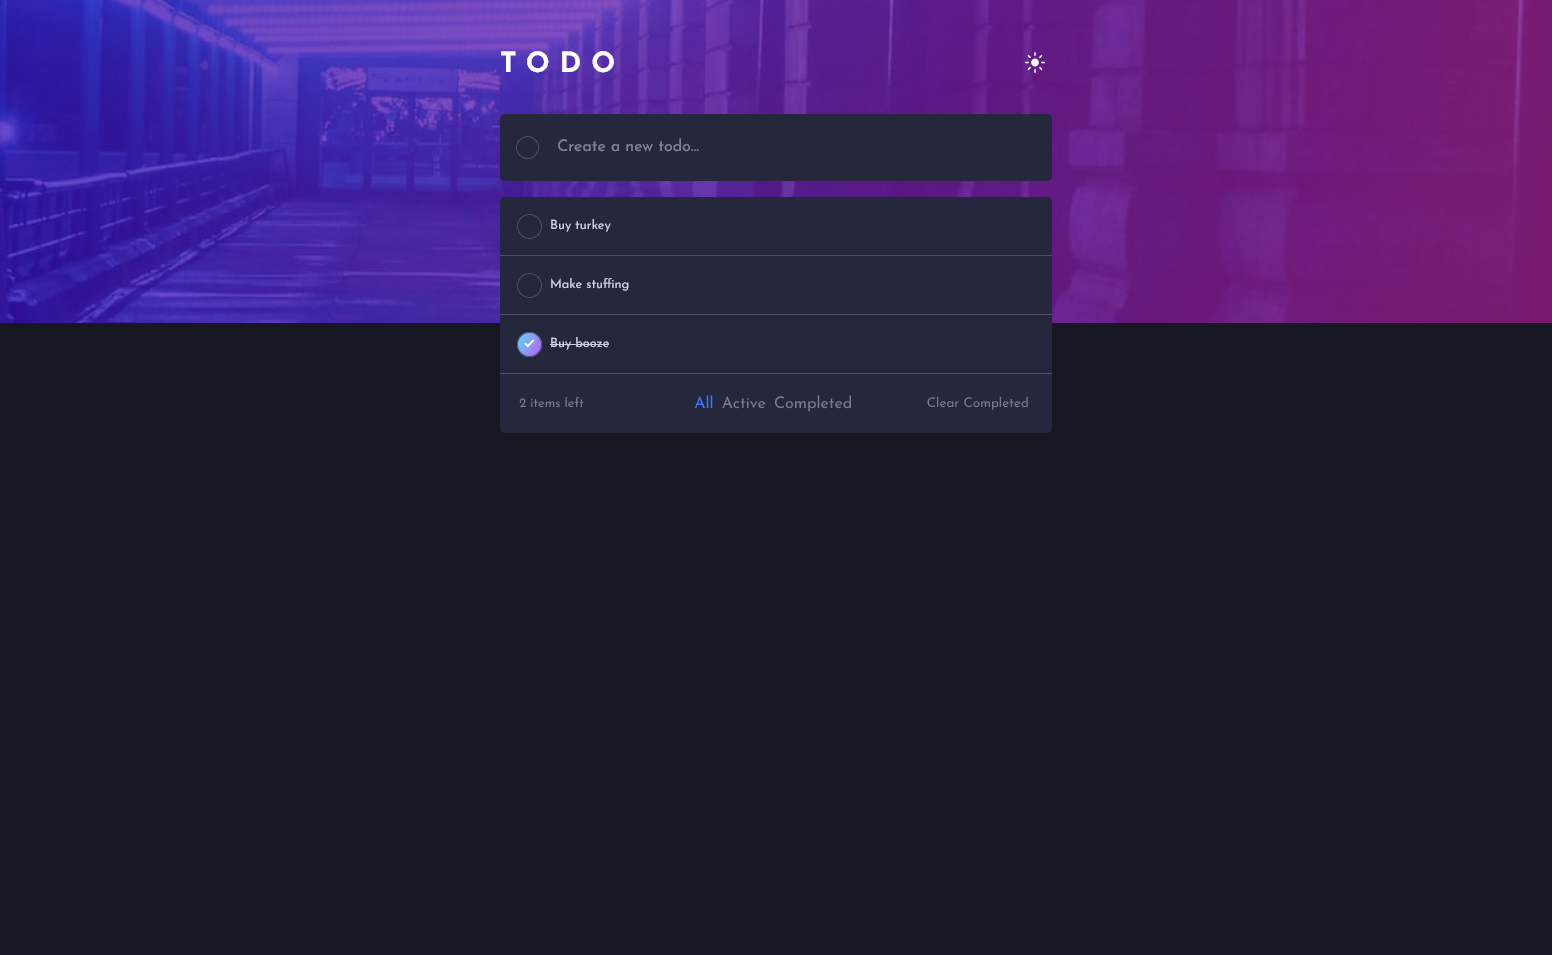 TODO
Create a new todo...
Buy turkey
Make stuffing
Buy booze
2 items left All Active Completed Clear Completed